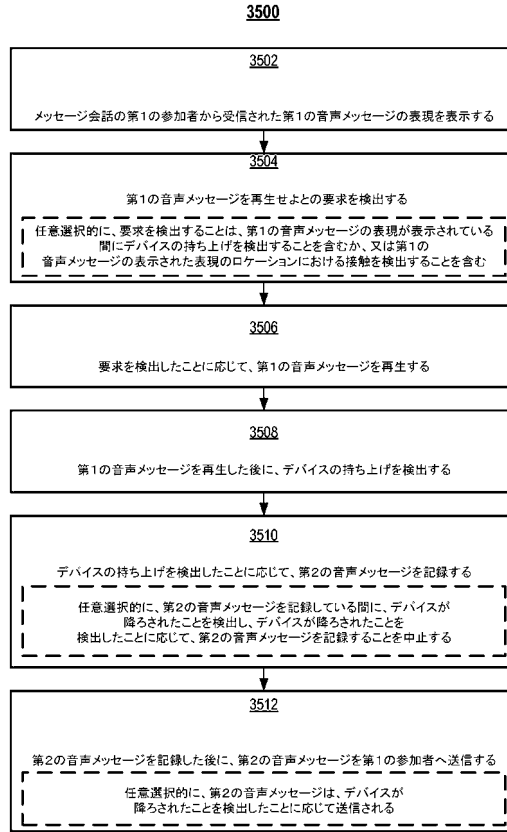 3500
3502
メッセージ会話の第1の参加者から受信された第1の音声メッセージの表現を表示する
3504
第1の音声メッセージを再生せよとの要求を検出する
任意選択的に、要求を検出することは、第1の音声メッセージの表現が表示されている
間にデバイスの持ち上げを検出することを含むか、又は第1の
音声メッセージの表示された表現のロケーションにおける接触を検出することを含む
3506
要求を検出したことに応じて、第1の音声メッセージを再生する
3508
第1の音声メッセージを再生した後に、デバイスの持ち上げを検出する
3510
デバイスの持ち上げを検出したことに応じて、第2の音声メッセージを記録する
任意選択的に、第2の音声メッセージを記録している間に、デバイスが
降ろされたことを検出し、デバイスが降ろされたことを
検出したことに応じて、第2の音声メッセージを記録することを中止する
3512
第2の音声メッセージを記録した後に、第2の音声メッセージを第1の参加者へ送信する
任意選択的に、第2の音声メッセージは、デバイスが
降ろされたことを検出したことに応じて送信される